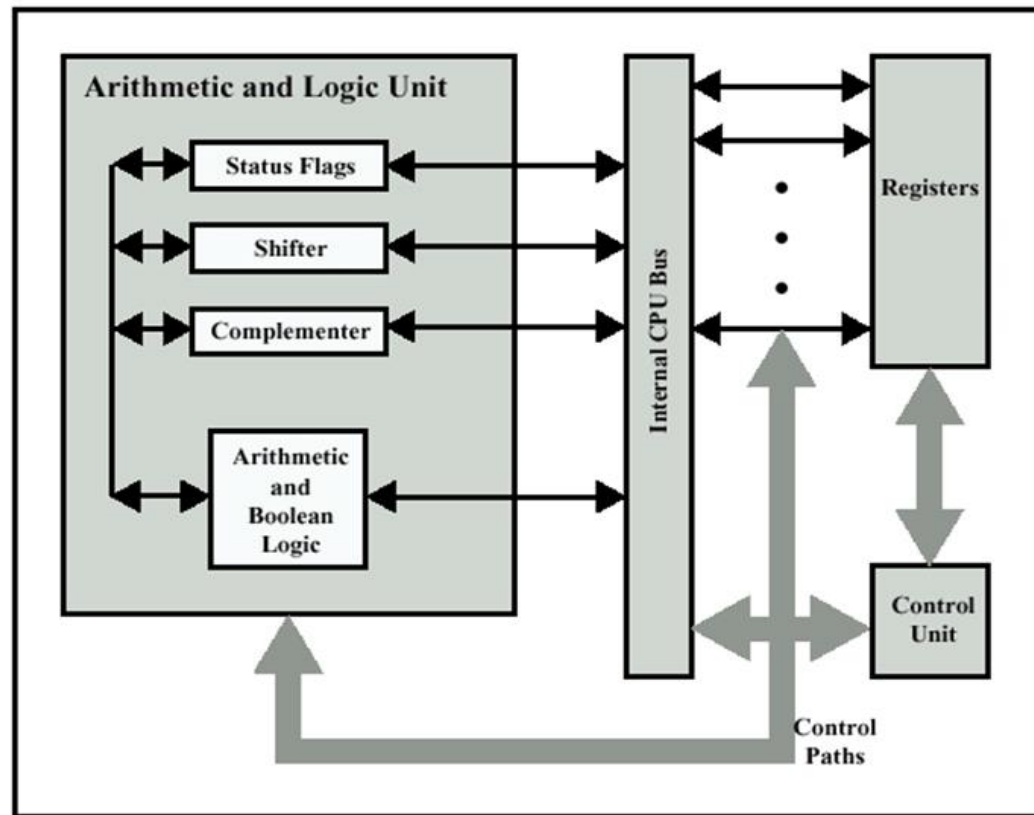 Arithmetic and Logic Unit
Status Flags
Shifter
Complementer
Arithmetic
and
Boolean
Logic
Internal CPU Bus
Registers
Control
Unit
Control
Paths